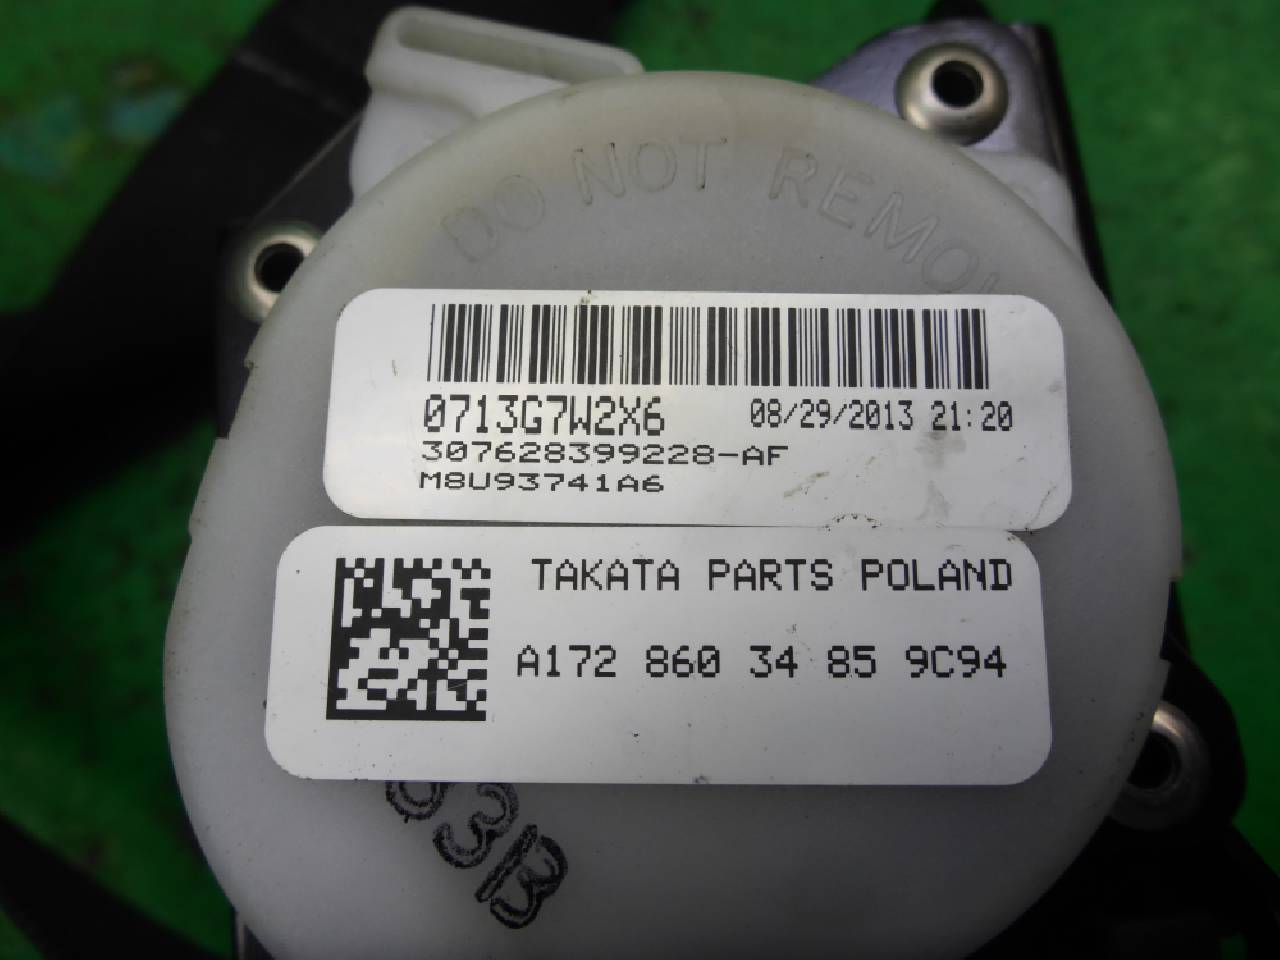 DO NOT REMO
0713G7W2X6 08/29/2013 21:20
307628399228-AF
M8U93741A6
TAKATA PARTS POLAND
A172 860 34 85 9C94
03B